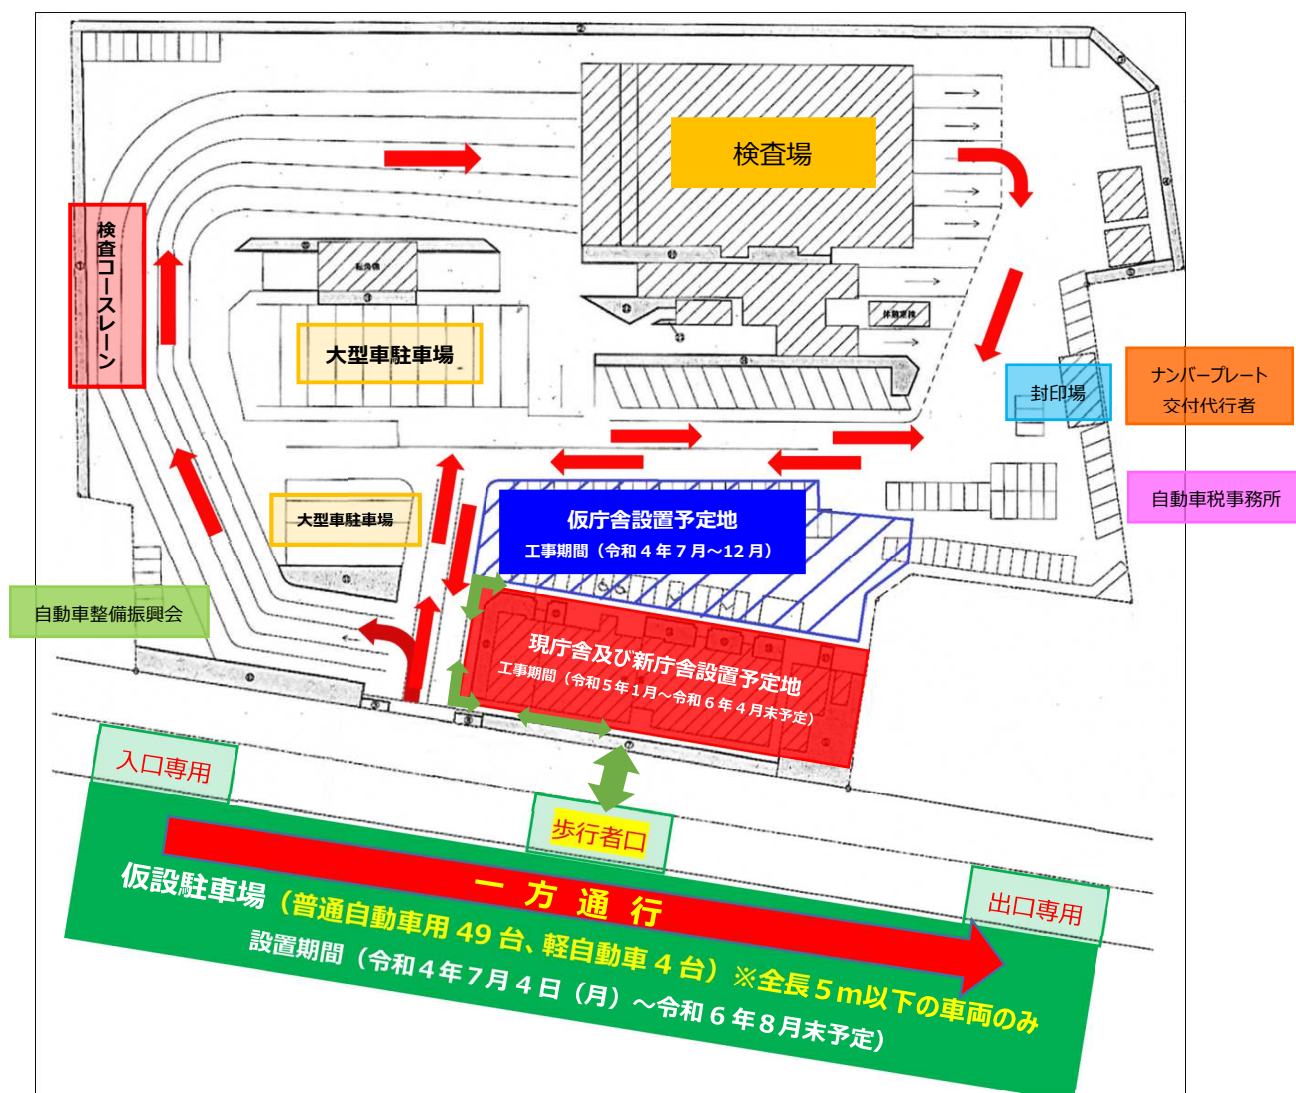 検査場
検査コースレーン
大型車駐車場
封印場
ナンバープレート
交付代行者
自動車税事務所
大型車駐車場
仮庁舎設置予定地
工事期間（令和４年７月～12月）
自動車整備振興会
現庁舎及び新庁舎設置予定地
工事期間（令和５年１月～令和６年４月末予定）
入口専用
歩行者口
出口専用
一方通行
仮設駐車場（普通自動車用 49 台、軽自動車４台）※全長５ｍ以下の車両のみ
設置期間（令和４年７月４日（月）～令和６年８月末予定）